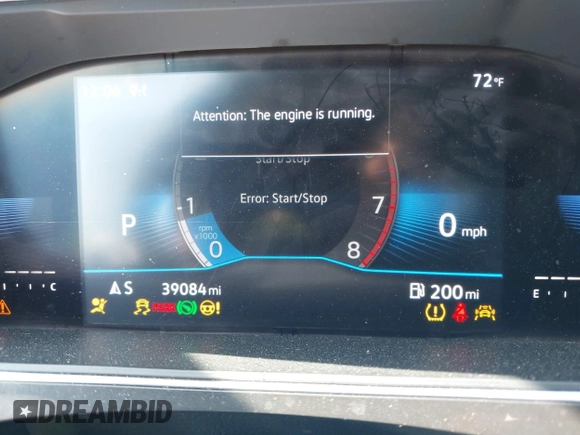 72°F
Attention: The engine is running.
Start/Stop
Error: Start/Stop
P
1
rpm
x1000
0
7
8
0 mph
C
E
S
39084 mi
200 mi
DREAMBID